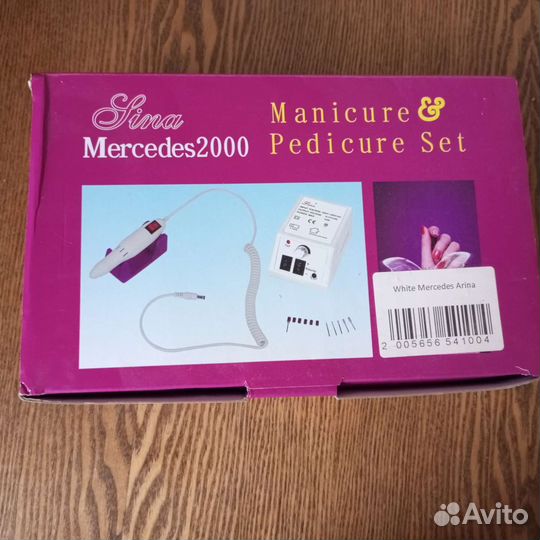 Sina
Mercedes2000
Manicure &
Pedicure Set
White Mercedes Arina
2 005656 541004
Avito